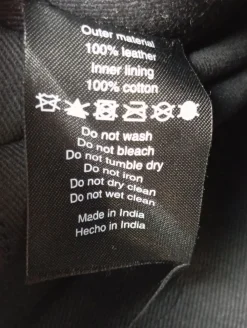 Outer material
100% leather
Inner lining
100% cotton
Do not wash
Do not bleach
Do not tumble dry
Do not iron
Do not dry clean
Do not wet clean
Made in India
Hecho in India